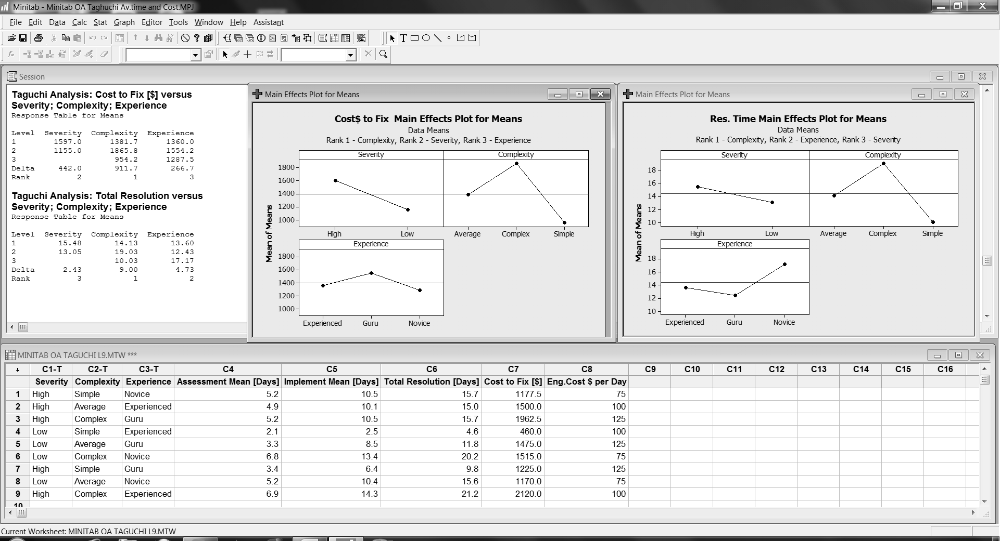 Minitab - Minitab OA Taghuchi Av.time and Cost.MPJ
File Edit Data Calc Stat Graph Editor Tools Window Help Assistant
Session
Taguchi Analysis: Cost to Fix [$] versus
Severity; Complexity; Experience
Response Table for Means
Level Severity Complexity Experience
1 1597.0 1381.7 1360.0
2 1155.0 1865.8 1554.2
3 954.2 1287.5
Delta 442.0 911.7 266.7
Rank 2 1 3
Taguchi Analysis: Total Resolution versus
Severity; Complexity; Experience
Response Table for Means
Level Severity Complexity Experience
1 15.48 14.13 13.60
2 13.05 19.03 12.43
3 10.03 17.17
Delta 2.43 9.00 4.73
Rank 3 1 2
Main Effects Plot for Means
Cost$ to Fix Main Effects Plot for Means
Data Means
Rank 1 - Complexity, Rank 2 - Severity, Rank 3 - Experience
Mean of Means
Severity Complexity
1800
1600
1400
1200
1000
High Low Average Complex Simple
Experience
1800
1600
1400
1200
1000
Experienced Guru Novice
Main Effects Plot for Means
Res. Time Main Effects Plot for Means
Data Means
Rank 1 - Complexity, Rank 2 - Experience, Rank 3 - Severity
Mean of Means
Severity Complexity
18
16
14
12
10
High Low Average Complex Simple
Experience
18
16
14
12
10
Experienced Guru Novice
MINITAB OA TAGUCHI L9.MTW ***
C1-T C2-T C3-T C4 C5 C6 C7 C8 C9 C10 C11 C12 C13 C14 C15 C16
Severity Complexity Experience Assessment Mean [Days] Implement Mean [Days] Total Resolution [Days] Cost to Fix [$] Eng.Cost $ per Day
1 High Simple Novice 5.2 10.5 15.7 1177.5 75
2 High Average Experienced 4.9 10.1 15.0 1500.0 100
3 High Complex Guru 5.2 10.5 15.7 1962.5 125
4 Low Simple Experienced 2.1 2.5 4.6 460.0 100
5 Low Average Guru 3.3 8.5 11.8 1475.0 125
6 Low Complex Novice 6.8 13.4 20.2 1515.0 75
7 High Simple Guru 3.4 6.4 9.8 1225.0 125
8 Low Average Novice 5.2 10.4 15.6 1170.0 75
9 High Complex Experienced 6.9 14.3 21.2 2120.0 100
10
Current Worksheet: MINITAB OA TAGUCHI L9.MTW